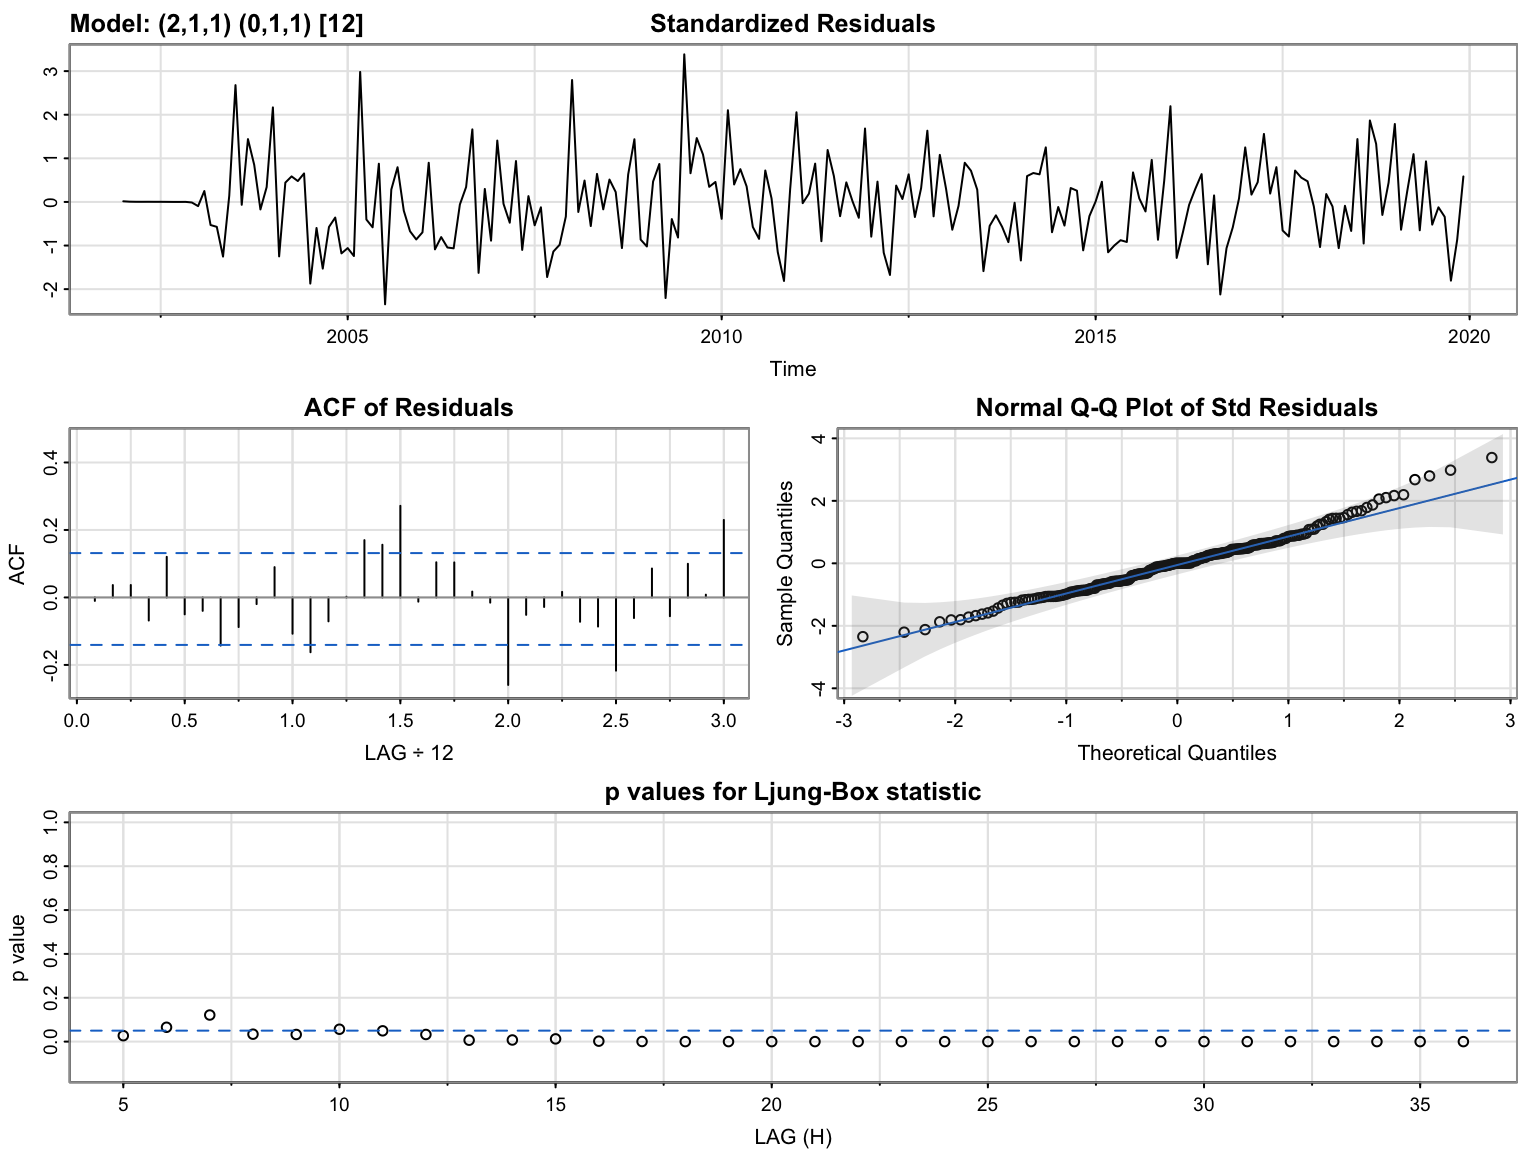 Model: (2,1,1) (0,1,1) [12] Standardized Residuals
3
2
1
0
-1
-2
2005 2010 2015 2020
Time
ACF of Residuals
0.4
0.2
0.0
-0.2
ACF
0.0 0.5 1.0 1.5 2.0 2.5 3.0
LAG ÷ 12
Normal Q-Q Plot of Std Residuals
4
2
0
-2
-4
Sample Quantiles
-3 -2 -1 0 1 2 3
Theoretical Quantiles
p values for Ljung-Box statistic
1.0
0.8
0.6
0.4
0.2
0.0
p value
5 10 15 20 25 30 35
LAG (H)